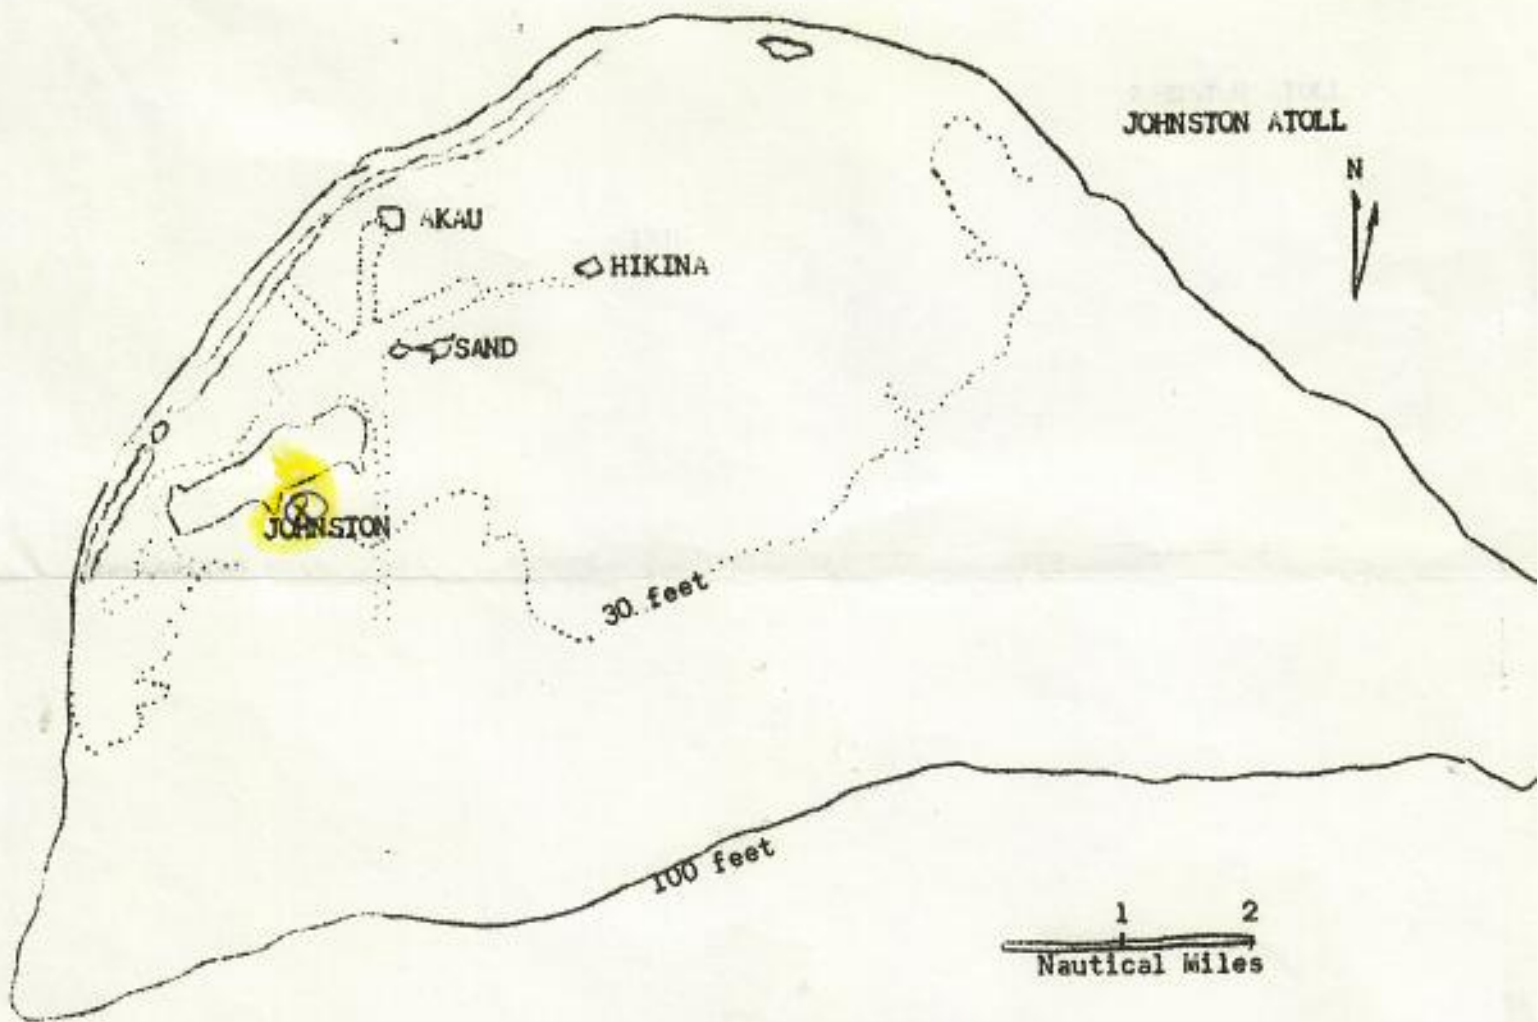 JOHNSTON ATOLL
N
AKAU
HIKINA
SAND
JOHNSTON
30 feet
100 feet
1 2
Nautical Miles